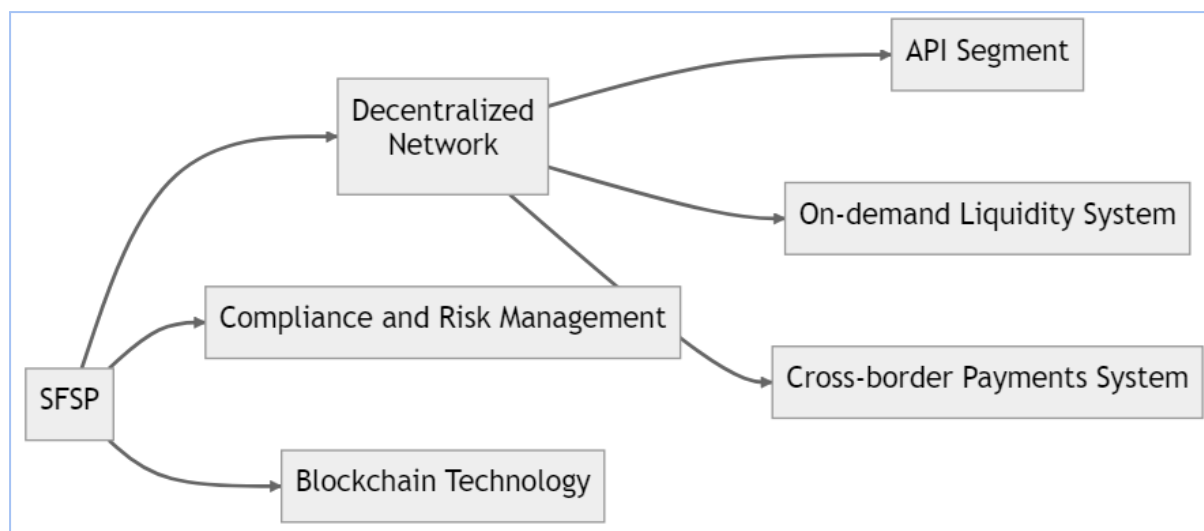 API Segment
Decentralized
Network
On-demand Liquidity System
Compliance and Risk Management
Cross-border Payments System
SFSP
Blockchain Technology